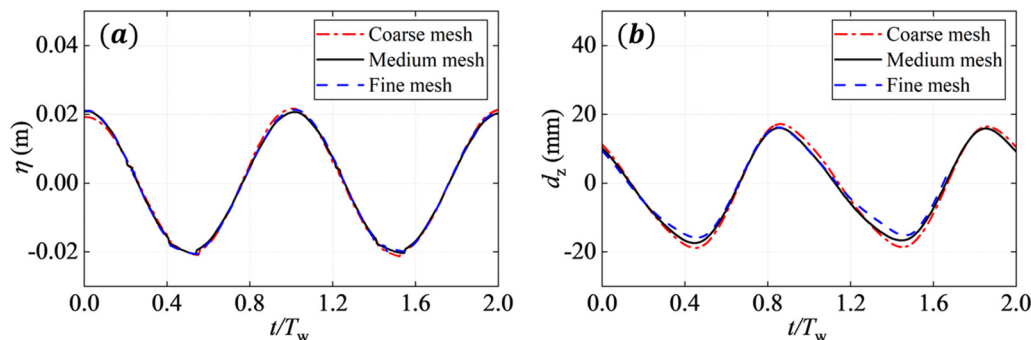 (a)
Coarse mesh
Medium mesh
Fine mesh
0.04
0.02
0.00
-0.02
η (m)
0.0 0.4 0.8 1.2 1.6 2.0
t/Tw
(b)
Coarse mesh
Medium mesh
Fine mesh
40
20
0
-20
dz (mm)
0.0 0.4 0.8 1.2 1.6 2.0
t/Tw